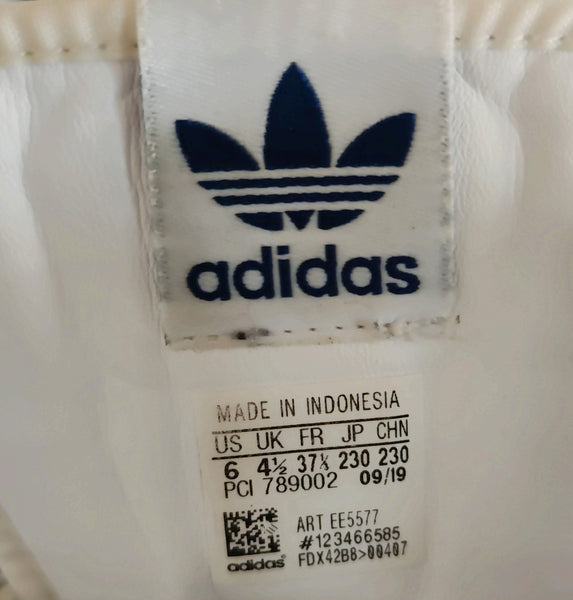 adidas
MADE IN INDONESIA
US UK FR JP CHN
6 4½ 37⅓ 230 230
PCI 789002 09/19
ART EE5577
#123466585
adidas FDX42B8>00407